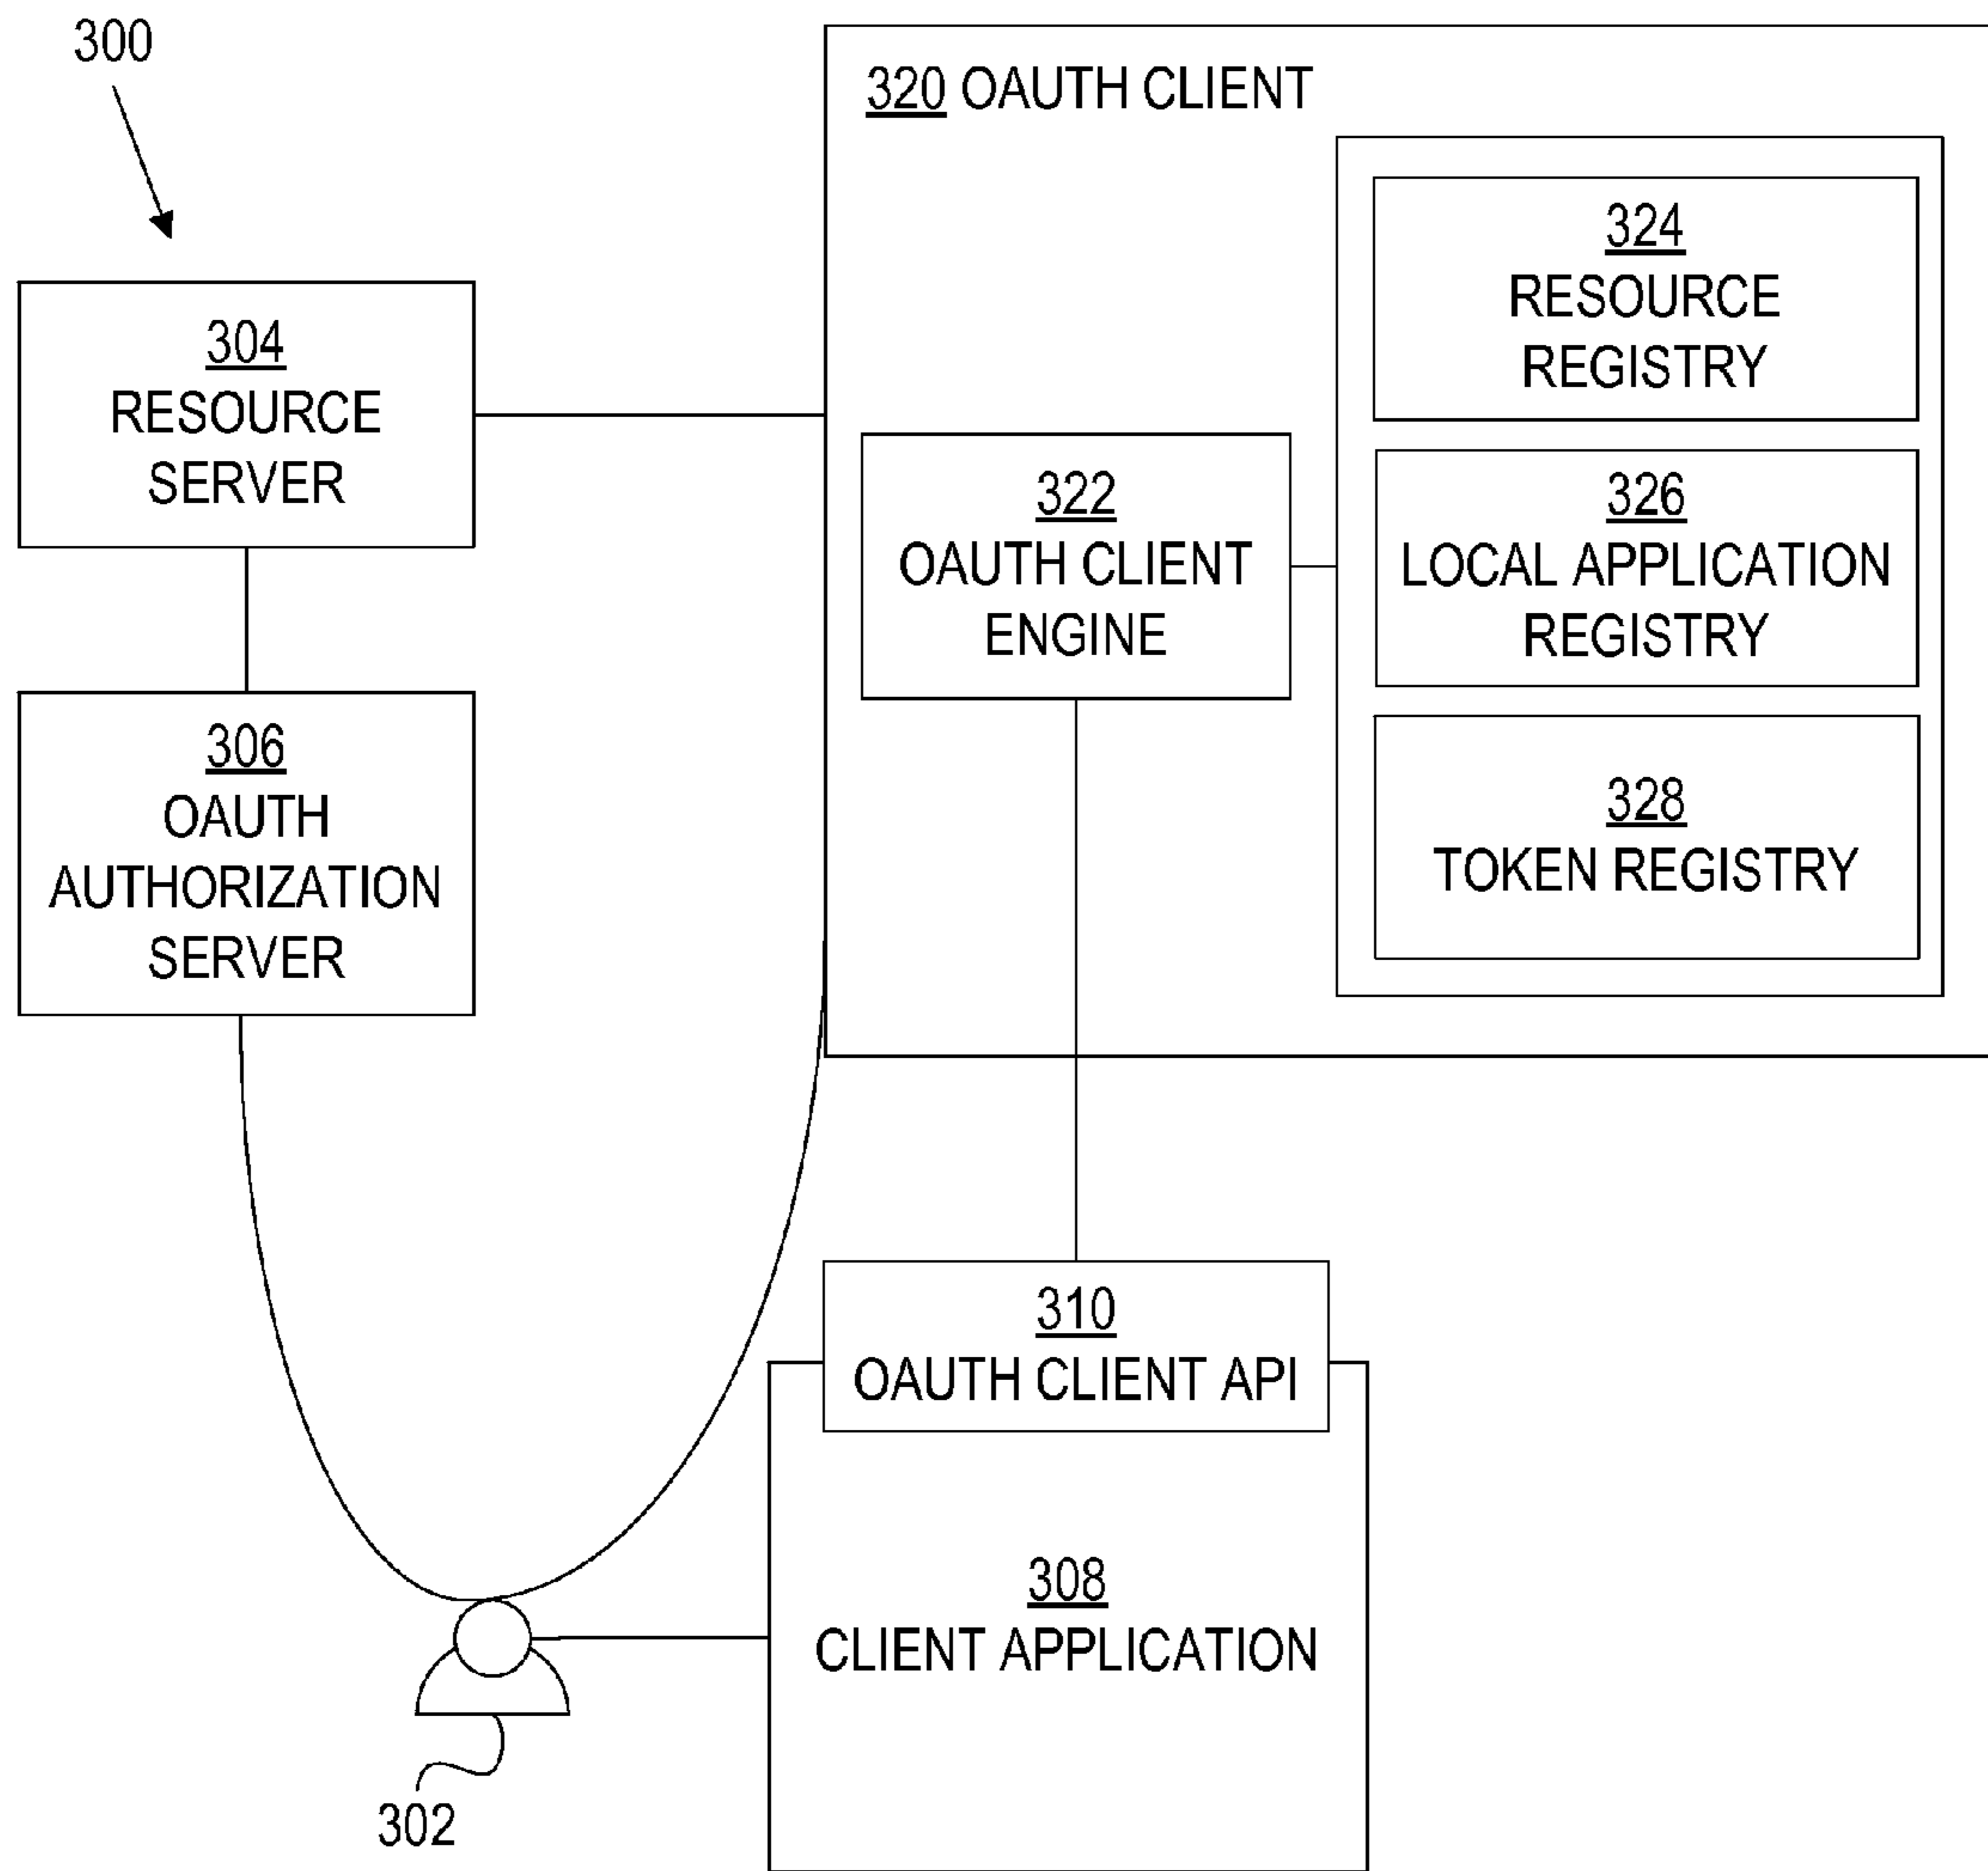 300
320 OAUTH CLIENT
324
RESOURCE
REGISTRY
304
RESOURCE
SERVER
322
OAUTH CLIENT
ENGINE
326
LOCAL APPLICATION
REGISTRY
306
OAUTH
AUTHORIZATION
SERVER
328
TOKEN REGISTRY
310
OAUTH CLIENT API
308
CLIENT APPLICATION
302